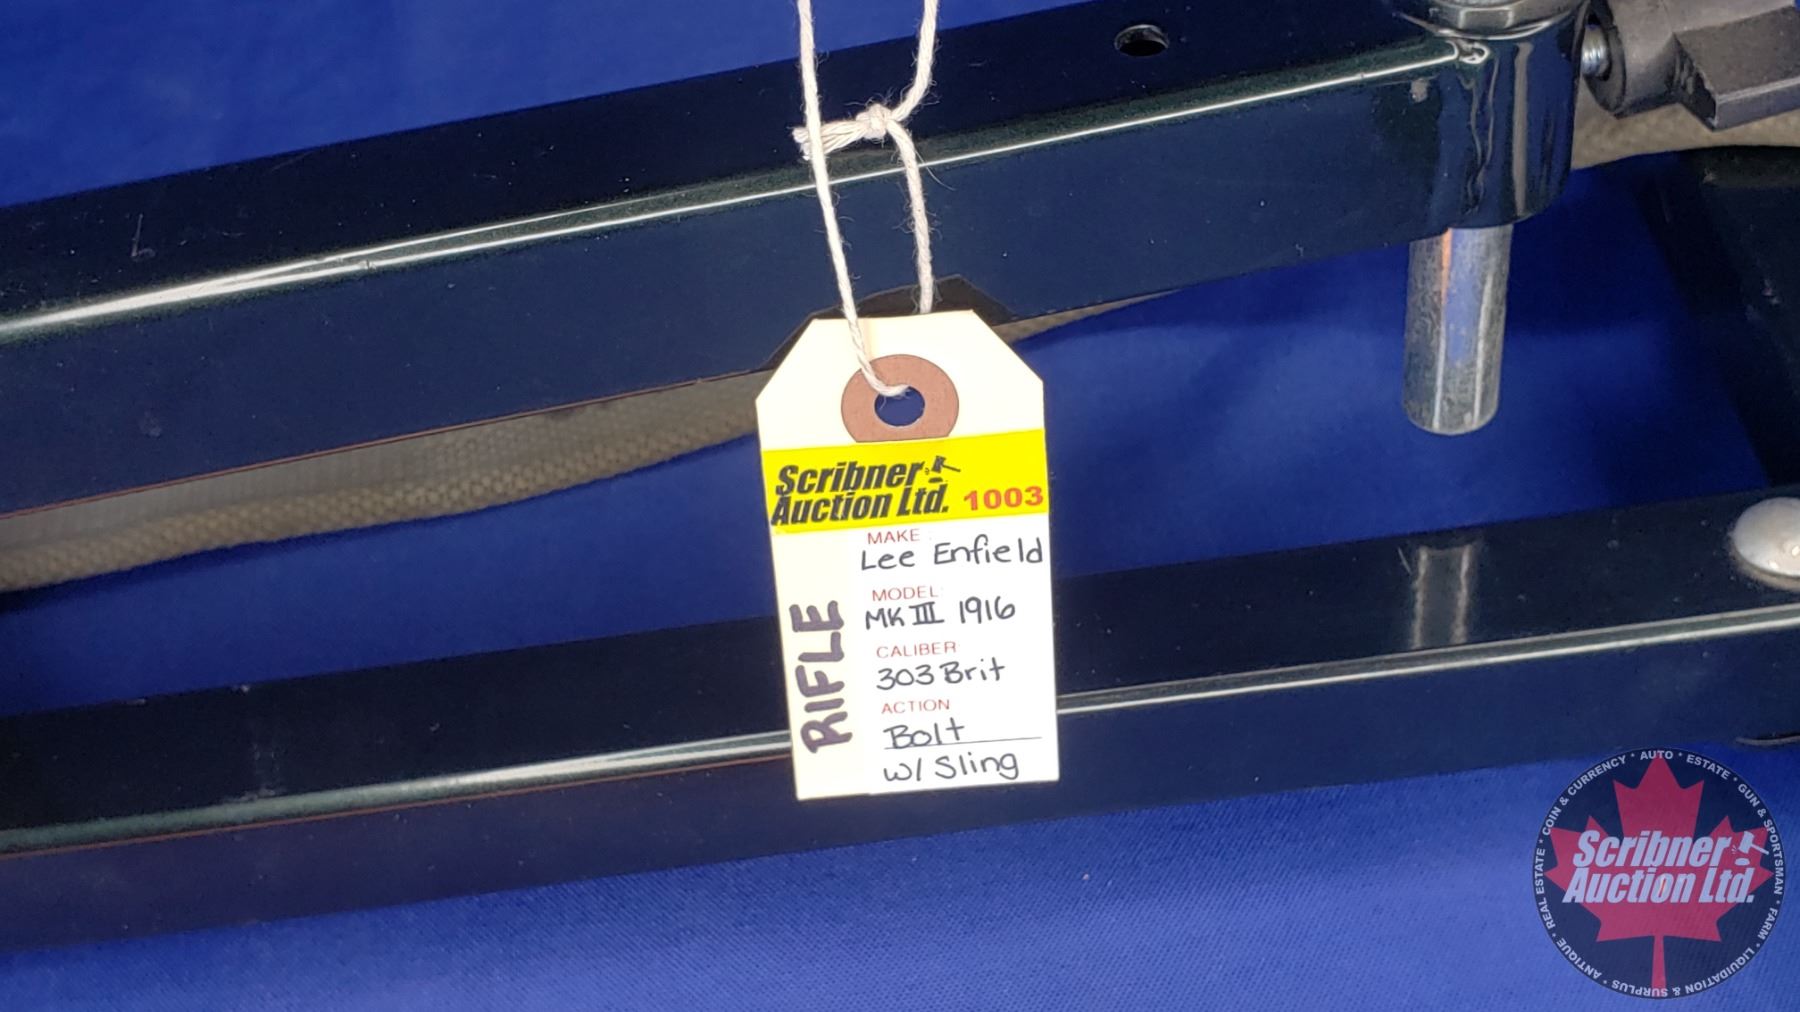 Scribner
Auction Ltd. 1003
MAKE:
Lee Enfield
MODEL:
MK III 1916
CALIBER
303 Brit
ACTION
Bolt
w/ Sling
RIFLE
COIN & CURRENCY • AUTO • ESTATE • GUN & SPORTSMAN • FARM • LIQUIDATION & SURPLUS • ANTIQUE • REAL ESTATE •
Scribner
Auction Ltd.